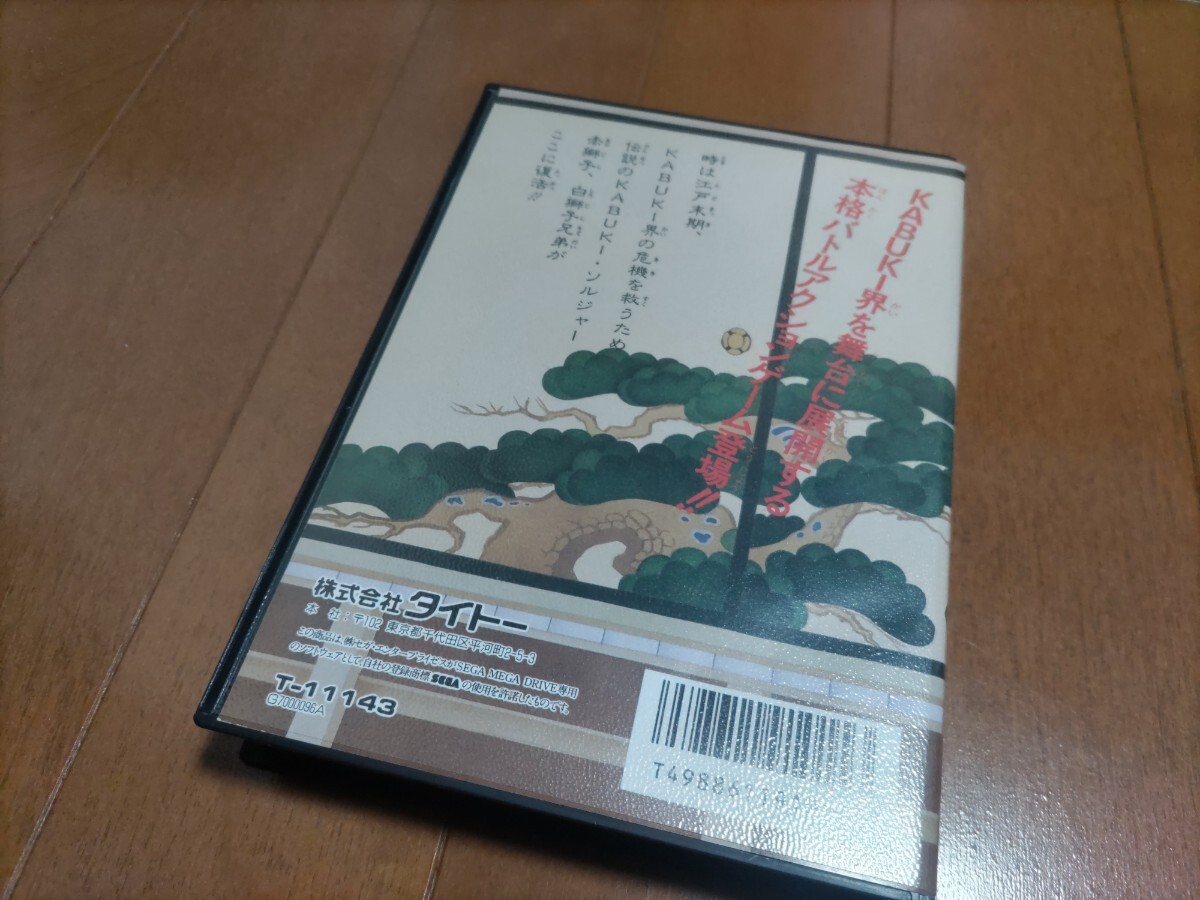 KABUKI界を舞台に展開する
本格バトルアクションゲーム登場!!
時は江戸末期、
KABUKI界の危機を救うため
伝説のKABUKI・ソルジャー
赤獅子、白獅子兄弟が
ここに復活!!
株式会社 タイトー
本 社:〒102 東京都千代田区平河町2-5-3
この商品は、㈱セガ・エンタープライゼスがSEGA MEGA DRIVE専用
のソフトウェアとして、自社の登録商標 SEGA の使用を許諾したものです。
T-11143
G7000096A